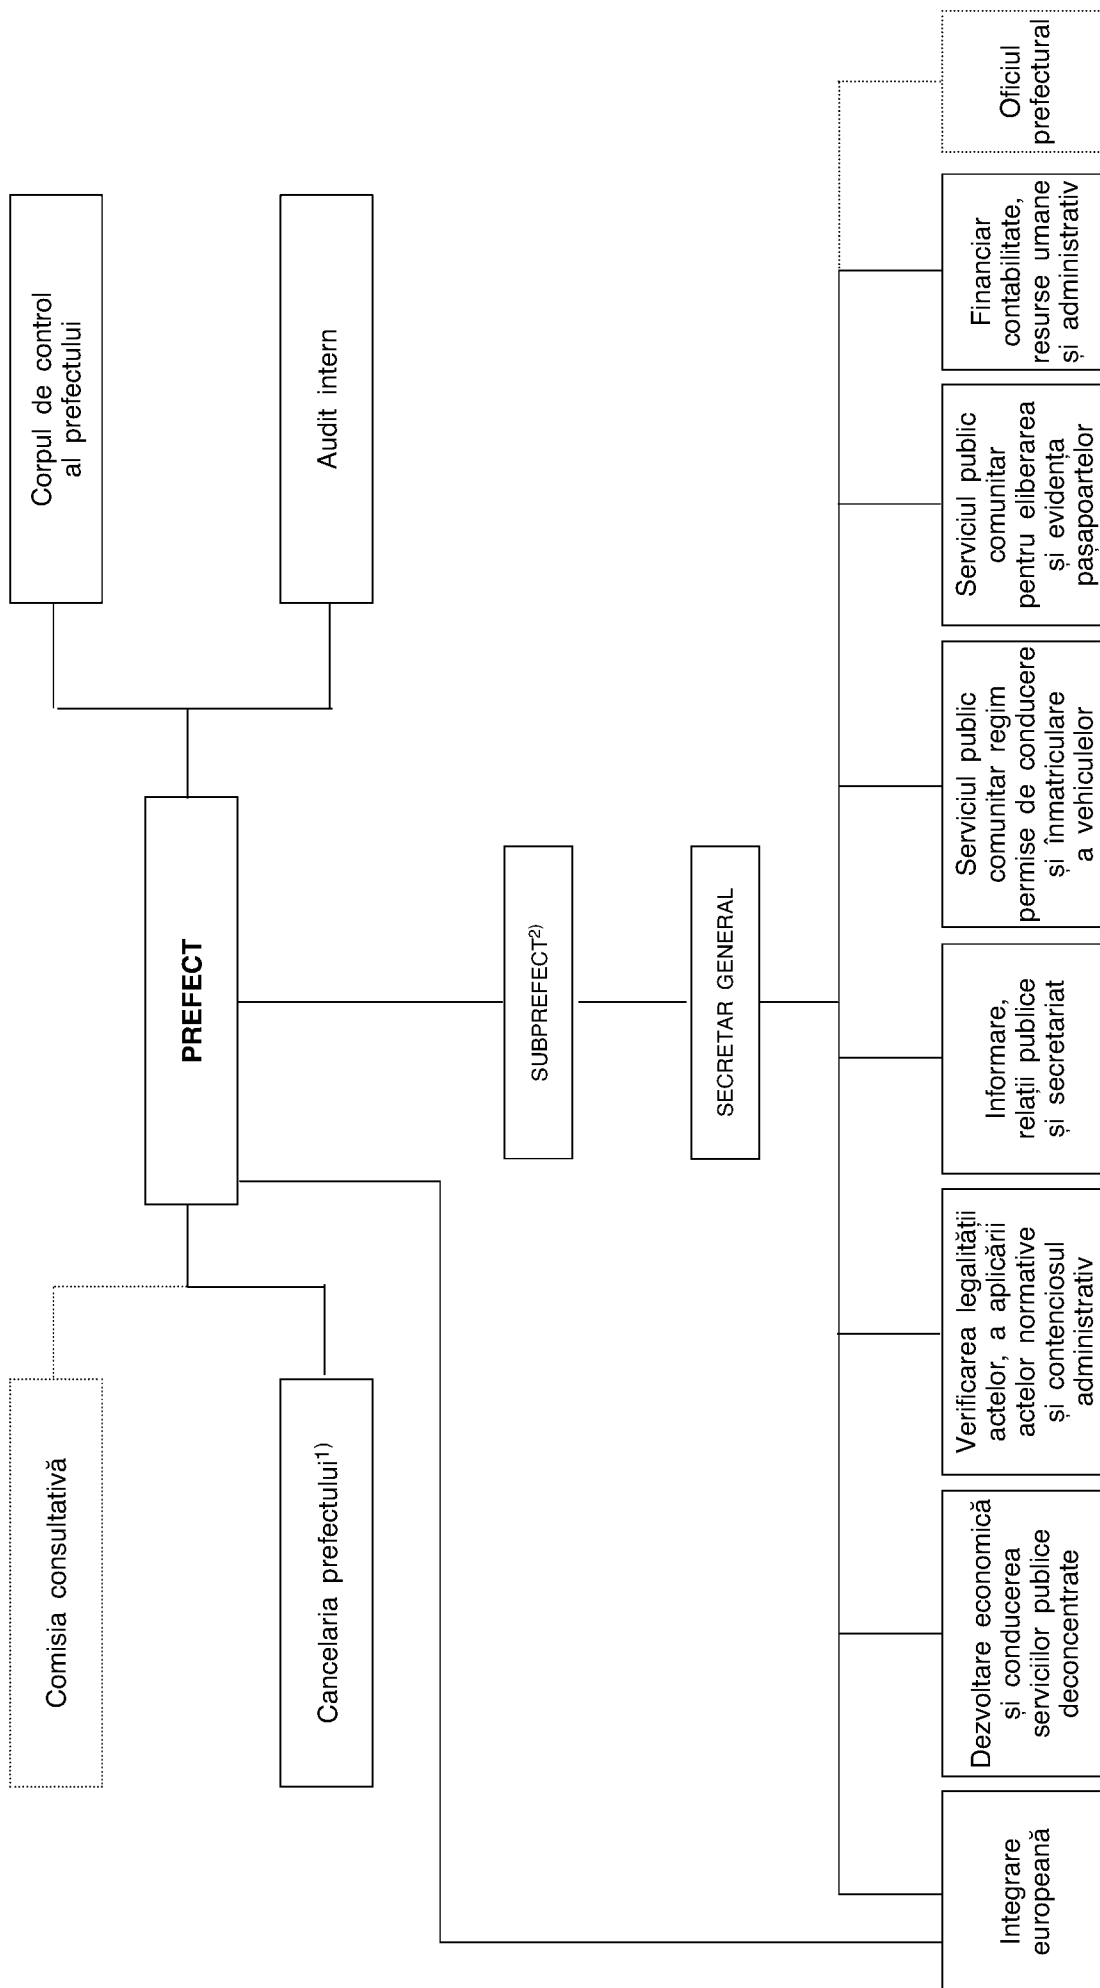 Comisia consultativă
Corpul de control
al prefectului
PREFECT
Cancelaria prefectului¹⁾
Audit intern
SUBPREFECT²⁾
SECRETAR GENERAL
Integrare
europeană
Dezvoltare economică
și conducerea
serviciilor publice
deconcentrate
Verificarea legalității
actelor, a aplicării
actelor normative
și contenciosul
administrativ
Informare,
relații publice
și secretariat
Serviciul public
comunitar regim
permise de conducere
și înmatriculare
a vehiculelor
Serviciul public
comunitar
pentru eliberarea
și evidența
pașapoartelor
Financiar
contabilitate,
resurse umane
și administrativ
Oficiul
prefectural